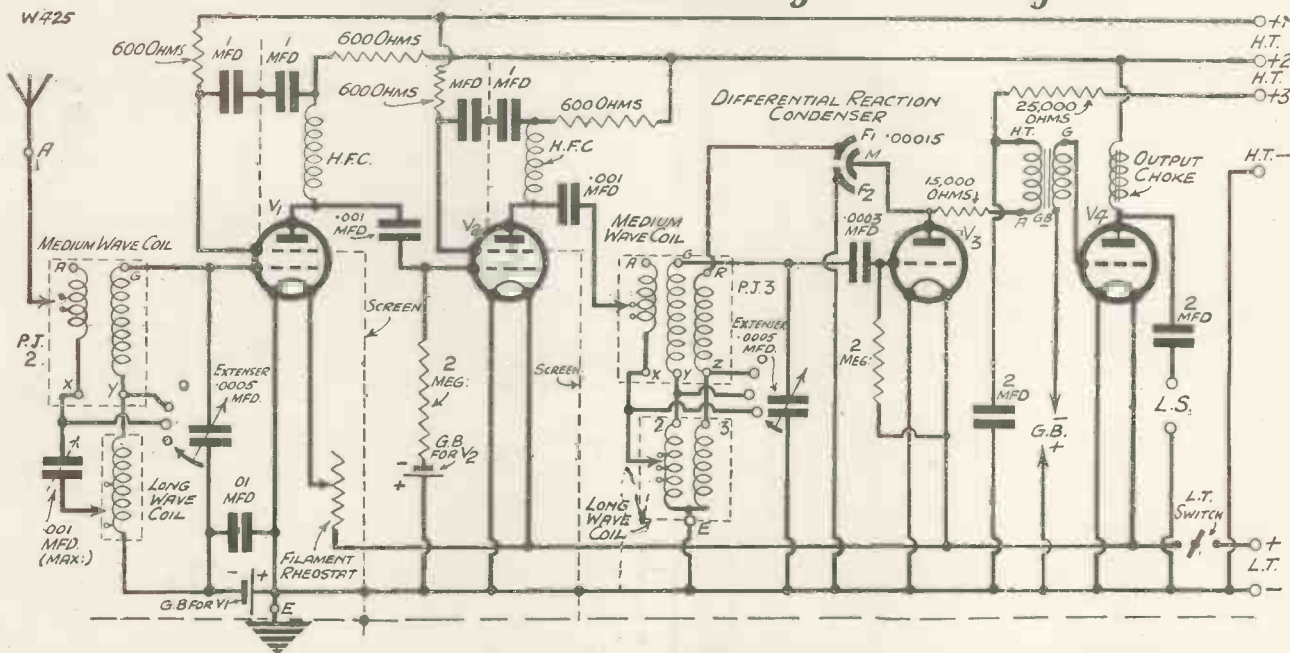 W425
600 OHMS
1 MFD
1 MFD
600 OHMS
600 OHMS
MFD
1 MFD
600 OHMS
H.F.C.
H.F.C
A
V1
.001 MFD
V2
.001 MFD
MEDIUM WAVE COIL
A
G
P.J. 2.
X
Y
EXTENSER .0005 MFD.
.001 MFD. (MAX:)
LONG WAVE COIL
.01 MFD
G.B FOR V1
E
FILAMENT RHEOSTAT
SCREEN
2 MEG:
G.B FOR V2
SCREEN
MEDIUM WAVE COIL
A
G
R
P.J.3
X
Y
Z
EXTENSER .0005 MFD.
2
3
LONG WAVE COIL
E
DIFFERENTIAL REACTION CONDENSER
F1
.00015
M
F2
.0003 MFD
15,000 OHMS
V3
2 MEG:
25,000 OHMS
H.T.
G
A
G.B
2 MFD
G.B.
OUTPUT CHOKE
V4
2 MFD
L.S.
L.T. SWITCH
+1
H.T.
+2
H.T.
+3
H.T.-
+
L.T.
-